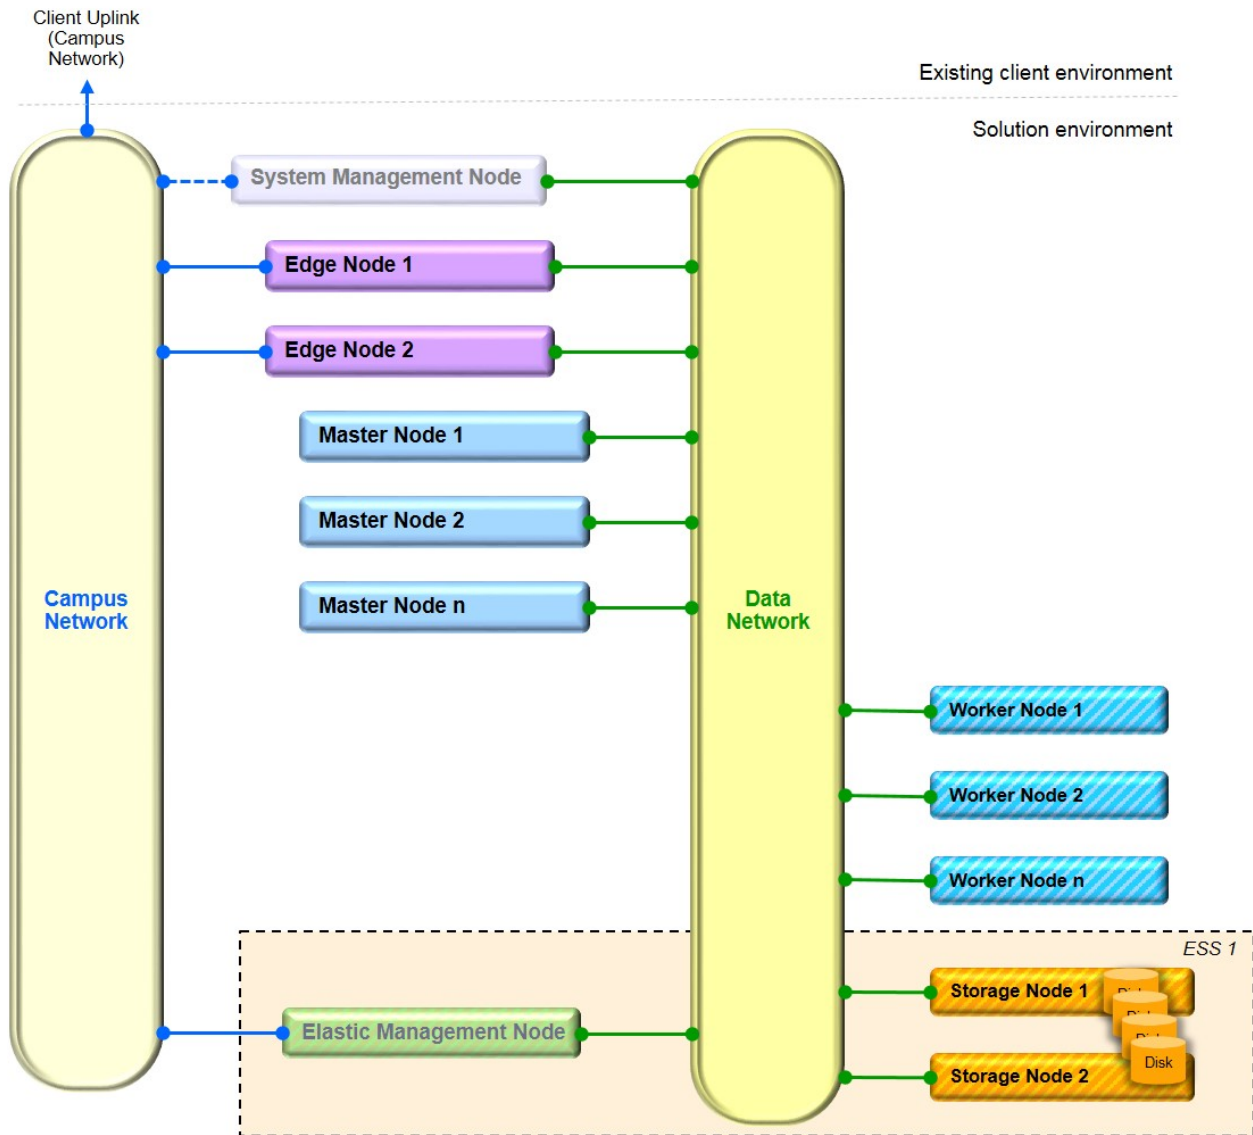 Client Uplink
(Campus
Network)
Existing client environment
Solution environment
System Management Node
Edge Node 1
Edge Node 2
Master Node 1
Master Node 2
Master Node n
Campus
Network
Data
Network
Worker Node 1
Worker Node 2
Worker Node n
ESS 1
Storage Node 1
Elastic Management Node
Storage Node 2
Disk